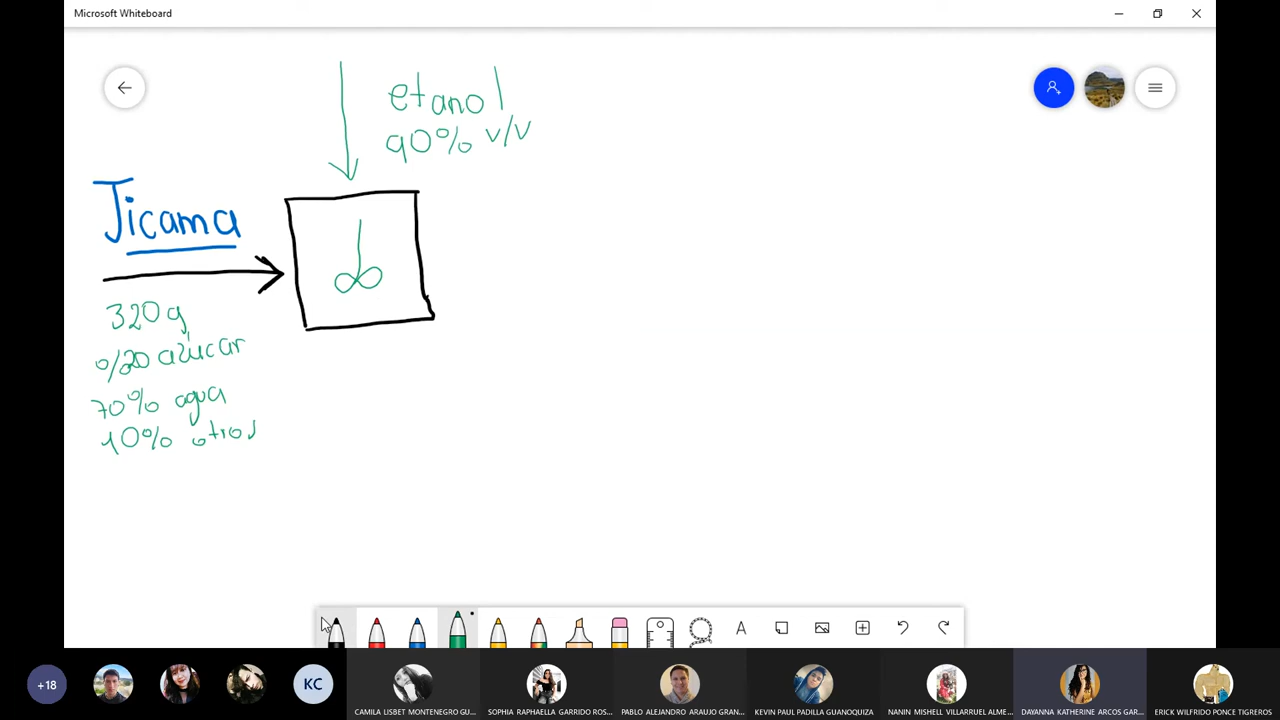 Microsoft Whiteboard
etanol
90% v/v
Jicama
320 g
%20 azucar
70% agua
10% otros
A
+18
KC
CAMILA LISBET MONTENEGRO GU...
SOPHIA RAPHAELLA GARRIDO ROS...
PABLO ALEJANDRO ARAUJO GRAN...
KEVIN PAUL PADILLA GUANOQUIZA
NANIN MISHELL VILLARRUEL ALME...
DAYANNA KATHERINE ARCOS GAR...
ERICK WILFRIDO PONCE TIGREROS